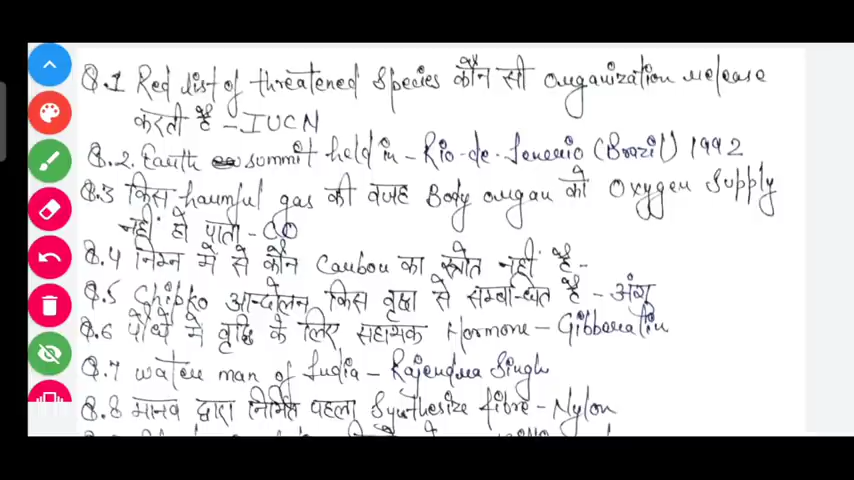 Q.1 Red list of threatened species कौन सी organization release
करती है - IUCN
Q.2. Earth summit held in - Rio-de-Jenerio (Brazil) 1992
Q.3 किस harmful gas की वजह Body organ को Oxygen Supply
नहीं हो पाती - CO
Q.4 निम्न में से कौन Carbon का स्त्रोत नहीं है -
Q.5 Chipko आन्दोलन किस वृक्ष से सम्बन्धित है - अंगू
Q.6 पौधे में वृद्धि के लिए सहायक Hormone - Gibberellin
Q.7 water man of India - Rajendra Singh
Q.8 मानव द्वारा निर्मित पहला Synthesize fibre - Nylon